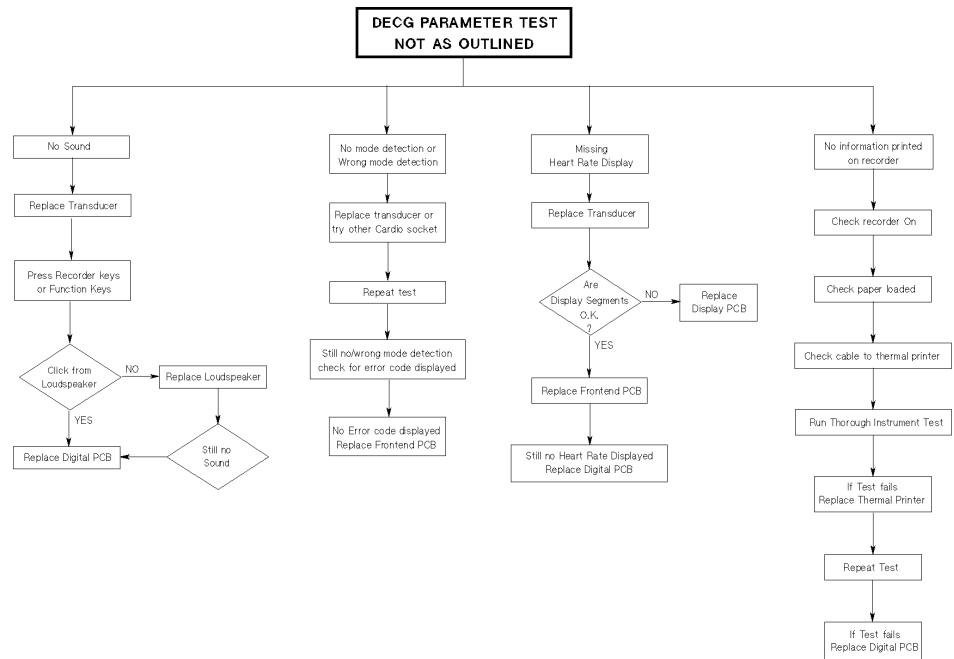 DECG PARAMETER TEST
NOT AS OUTLINED
No Sound
Replace Transducer
Press Recorder keys
or Function Keys
Click from
Loudspeaker
NO
Replace Loudspeaker
YES
Still no
Sound
Replace Digital PCB
No mode detection or
Wrong mode detection
Replace transducer or
try other Cardio socket
Repeat test
Still no/wrong mode detection
check for error code displayed
No Error code displayed
Replace Frontend PCB
Missing
Heart Rate Display
Replace Transducer
Are
Display Segments
O.K.
?
NO
Replace
Display PCB
YES
Replace Frontend PCB
Still no Heart Rate Displayed
Replace Digital PCB
No information printed
on recorder
Check recorder On
Check paper loaded
Check cable to thermal printer
Run Thorough Instrument Test
If Test fails
Replace Thermal Printer
Repeat Test
If Test fails
Replace Digital PCB